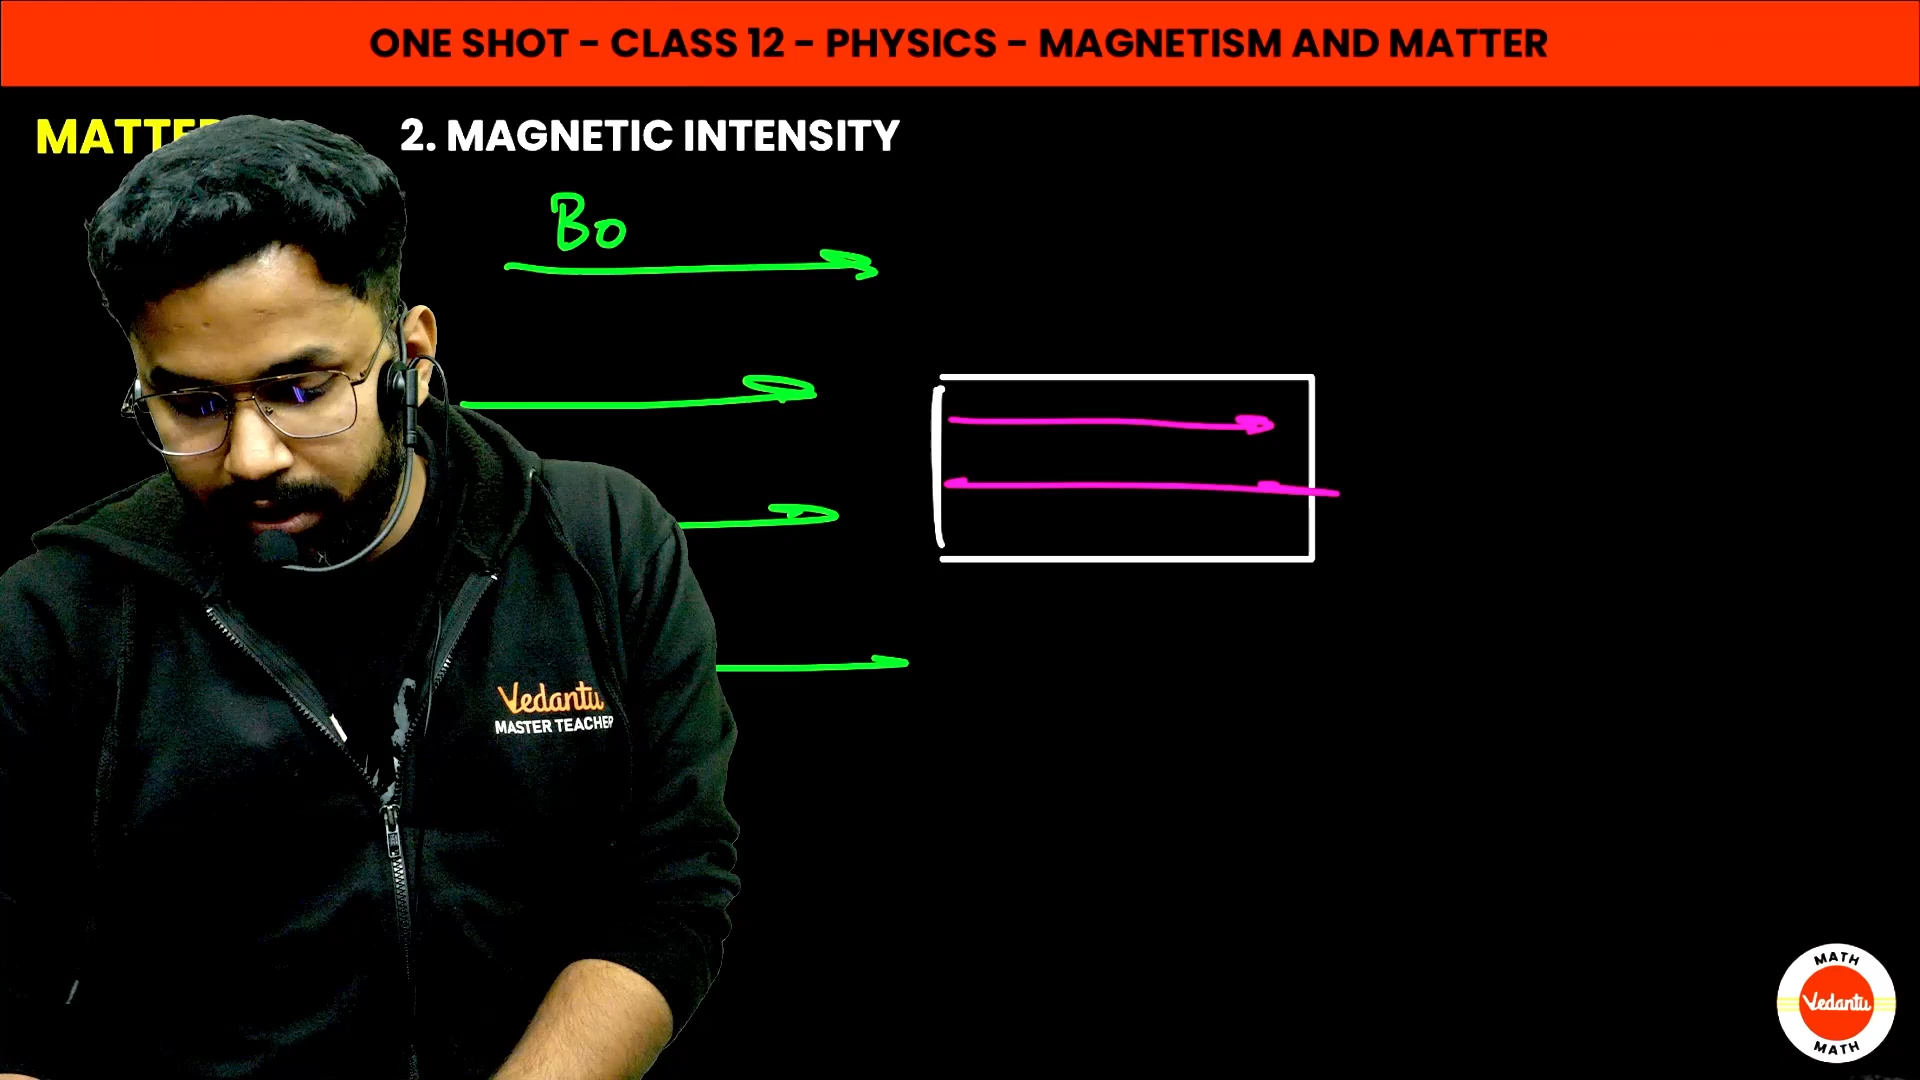 ONE SHOT - CLASS 12 - PHYSICS - MAGNETISM AND MATTER
2. MAGNETIC INTENSITY
Bo
Vedantu
MASTER TEACHER
MATH
Vedantu
MATH